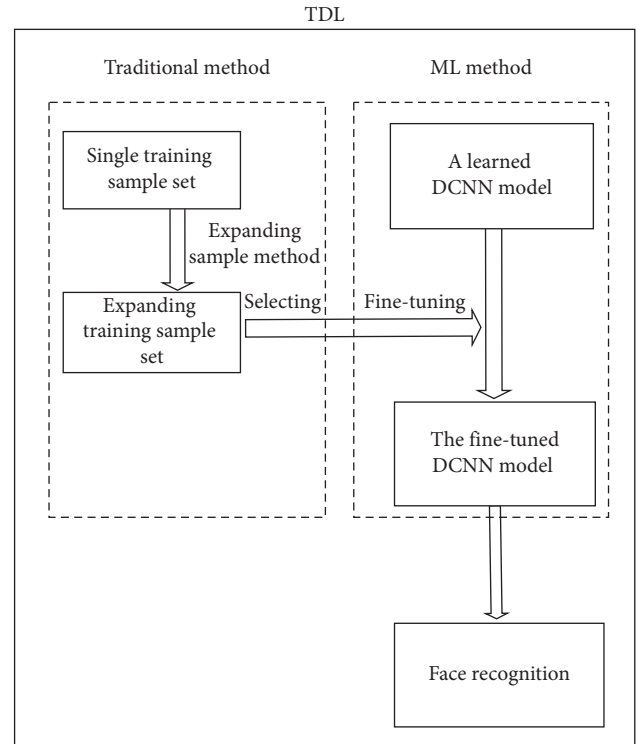 TDL
Traditional method
ML method
Single training
sample set
A learned
DCNN model
Expanding
sample method
Expanding
training sample
set
Selecting
Fine-tuning
The fine-tuned
DCNN model
Face recognition